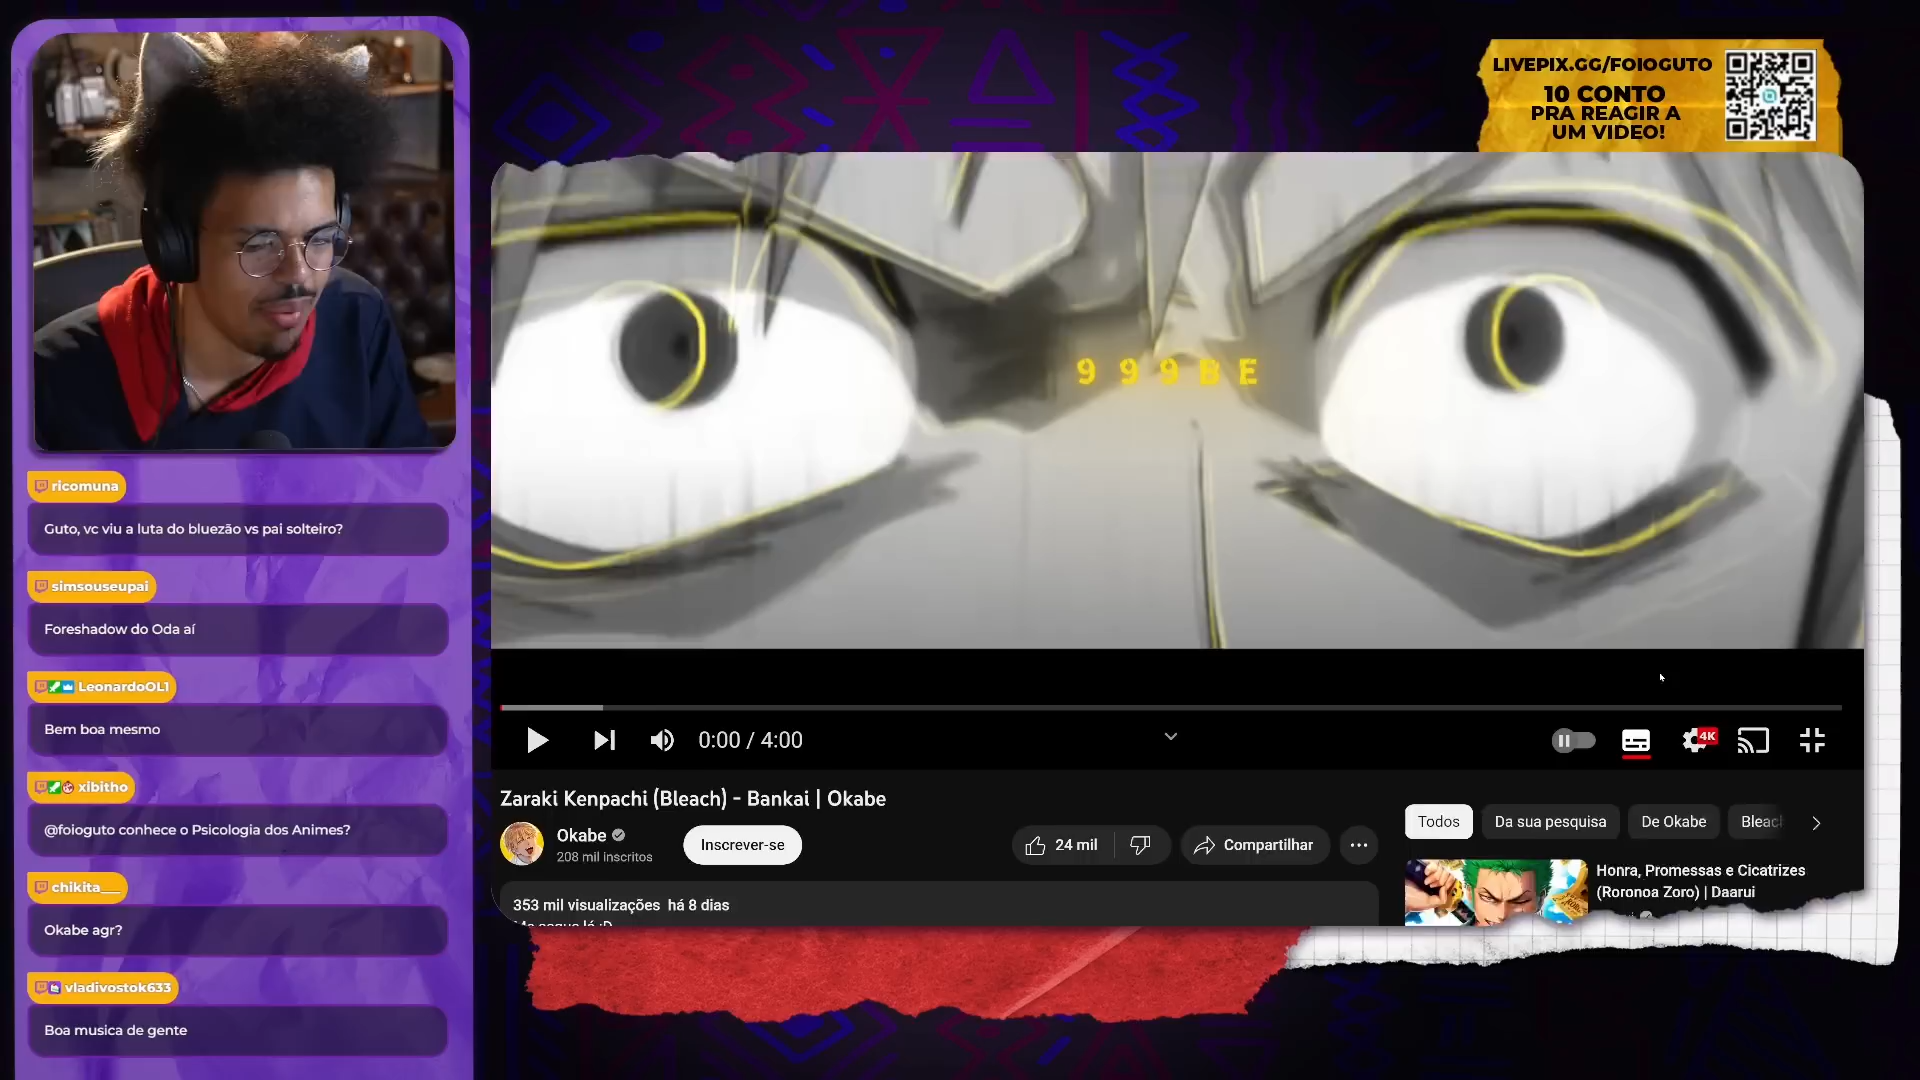 LIVEPIX.GG/FOIOGUTO
10 CONTO
PRA REAGIR A
UM VIDEO!
ricomuna
Guto, vc viu a luta do bluezão vs pai solteiro?
simsouseupai
Foreshadow do Oda aí
LeonardoOL1
Bem boa mesmo
xibitho
@foioguto conhece o Psicologia dos Animes?
chikita__
Okabe agr?
vladivostok633
Boa musica de gente
9 9 9 B E
0:00 / 4:00
4K
Zaraki Kenpachi (Bleach) - Bankai | Okabe
Okabe
208 mil inscritos
Inscrever-se
24 mil
Compartilhar
353 mil visualizações há 8 dias
Todos
Da sua pesquisa
De Okabe
Bleach
Honra, Promessas e Cicatrizes
(Roronoa Zoro) | Daarui